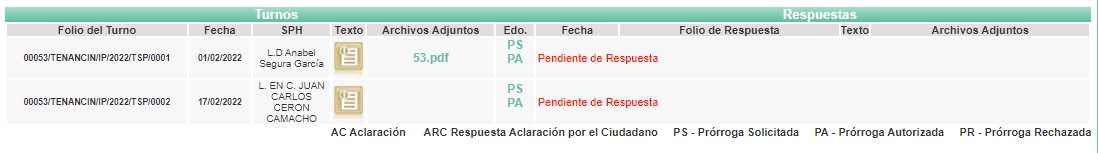 Turnos Respuestas
Folio del Turno Fecha SPH Texto Archivos Adjuntos Edo. Fecha Folio de Respuesta Texto Archivos Adjuntos
00053/TENANCIN/IP/2022/TSP/0001 01/02/2022 L.D Anabel Segura García 53.pdf PS PA Pendiente de Respuesta
00053/TENANCIN/IP/2022/TSP/0002 17/02/2022 L. EN C. JUAN CARLOS CERON CAMACHO PS PA Pendiente de Respuesta
AC Aclaración ARC Respuesta Aclaración por el Ciudadano PS - Prórroga Solicitada PA - Prórroga Autorizada PR - Prórroga Rechazada